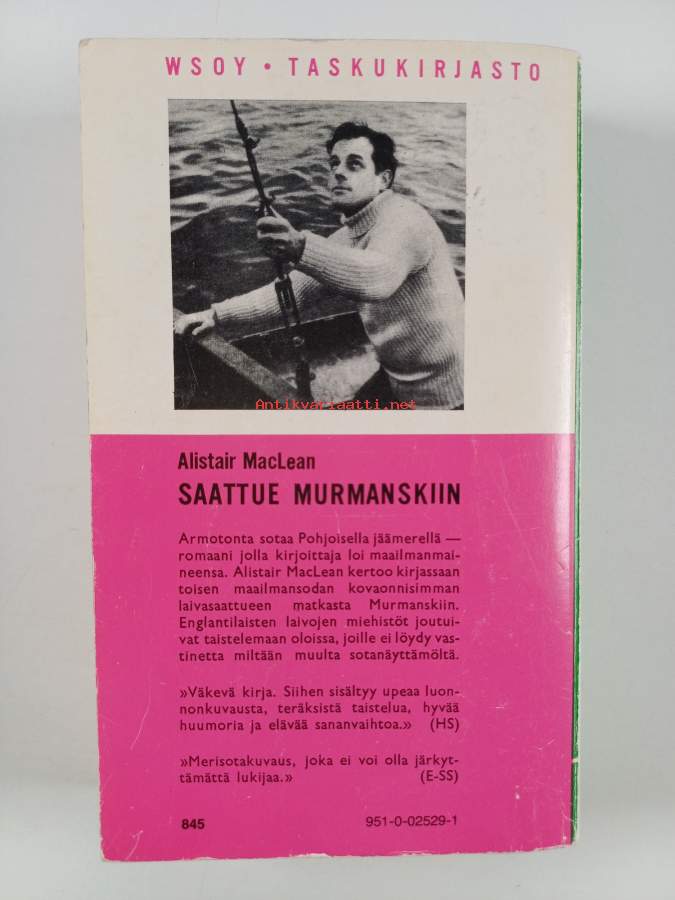 WSOY • TASKUKIRJASTO
Antikvariaatti.net
Alistair MacLean
SAATTUE MURMANSKIIN
Armotonta sotaa Pohjoisella jäämerellä —
romaani jolla kirjoittaja loi maailmanmai-
neensa. Alistair MacLean kertoo kirjassaan
toisen maailmansodan kovaonnisimman
laivasaattueen matkasta Murmanskiin.
Englantilaisten laivojen miehistöt joutui-
vat taistelemaan oloissa, joille ei löydy vas-
tinetta miltään muulta sotanäyttämöltä.
»Väkevä kirja. Siihen sisältyy upeaa luon-
nonkuvausta, teräksistä taistelua, hyvää
huumoria ja elävää sananvaihtoa.» (HS)
»Merisotakuvaus, joka ei voi olla järkyt-
tämättä lukijaa.» (E-SS)
845 951-0-02529-1